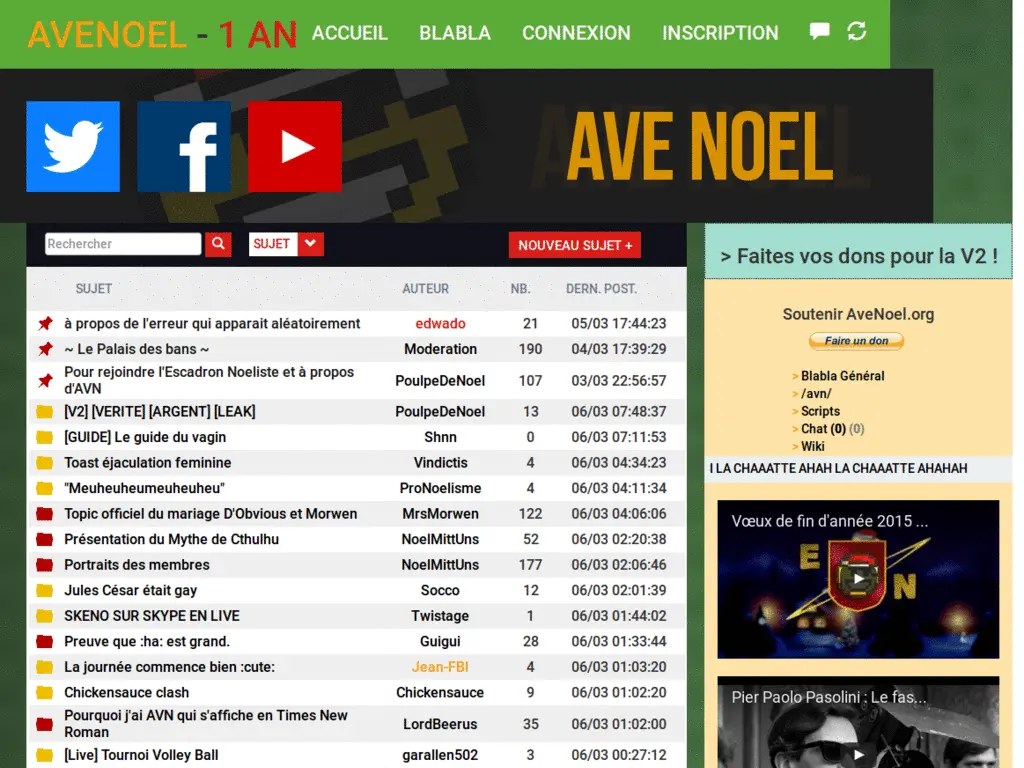 AVENOEL - 1 AN ACCUEIL BLABLA CONNEXION INSCRIPTION
AVE NOEL
Rechercher SUJET NOUVEAU SUJET +
SUJET AUTEUR NB. DERN. POST.
à propos de l'erreur qui apparait aléatoirement edwado 21 05/03 17:44:23
~ Le Palais des bans ~ Moderation 190 04/03 17:39:29
Pour rejoindre l'Escadron Noeliste et à propos
d'AVN PoulpeDeNoel 107 03/03 22:56:57
[V2] [VERITE] [ARGENT] [LEAK] PoulpeDeNoel 13 06/03 07:48:37
[GUIDE] Le guide du vagin Shnn 0 06/03 07:11:53
Toast éjaculation feminine Vindictis 4 06/03 04:34:23
"Meuheuheumeuheuheu" ProNoelisme 4 06/03 04:11:34
Topic officiel du mariage D'Obvious et Morwen MrsMorwen 122 06/03 04:06:06
Présentation du Mythe de Cthulhu NoelMittUns 52 06/03 02:20:38
Portraits des membres NoelMittUns 177 06/03 02:06:46
Jules César était gay Socco 12 06/03 02:01:39
SKENO SUR SKYPE EN LIVE Twistage 1 06/03 01:44:02
Preuve que :ha: est grand. Guigui 28 06/03 01:33:44
La journée commence bien :cute: Jean-FBI 4 06/03 01:03:20
Chickensauce clash Chickensauce 9 06/03 01:02:20
Pourquoi j'ai AVN qui s'affiche en Times New
Roman LordBeerus 35 06/03 01:02:00
[Live] Tournoi Volley Ball garallen502 3 06/03 00:27:12
> Faites vos dons pour la V2 !
Soutenir AveNoel.org
Faire un don
> Blabla Général
> /avn/
> Scripts
> Chat (0) (0)
> Wiki
I LA CHAAATTE AHAH LA CHAAATTE AHAHAH
Vœux de fin d'année 2015 ...
E N
Pier Paolo Pasolini : Le fas...